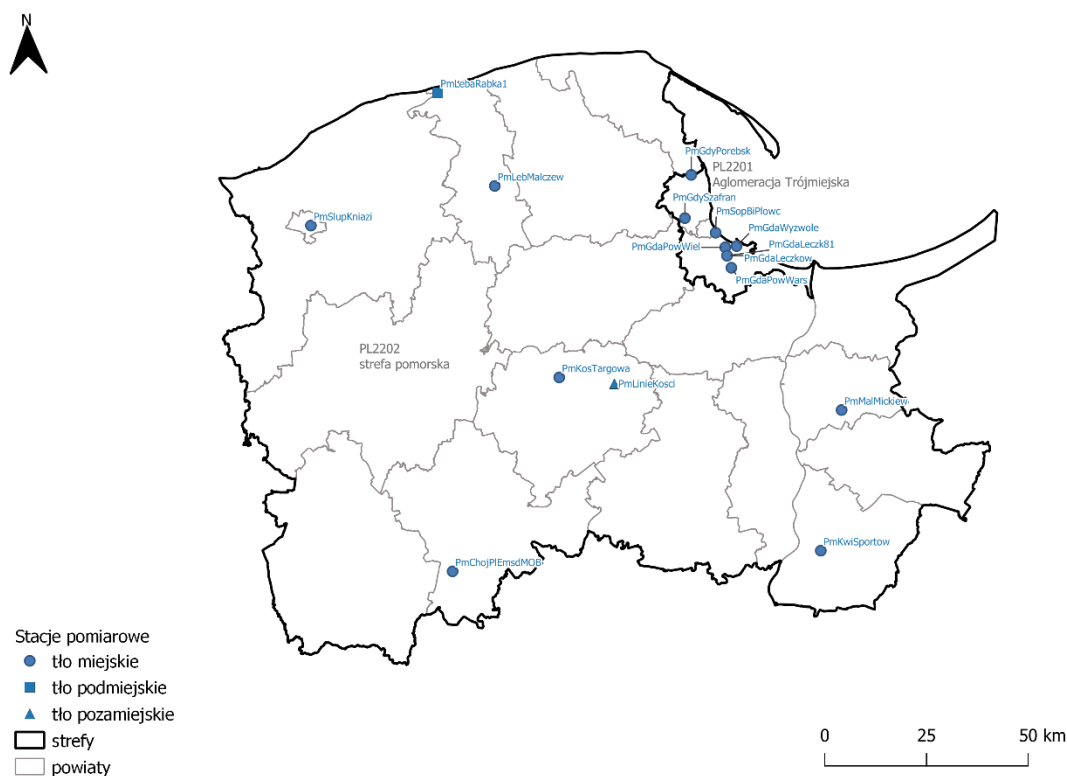 N
PmLebaRabka1
PmGdyPorebsk
PL2201
Aglomeracja Trójmiejska
PmLebMalczew
PmGdySzafran
PmSopBiPlowc
PmSlupKniazi
PmGdaWyzwole
PmGdaPowWiel
PmGdaLeczk81
PmGdaLeczkow
PmGdaPowWars
PL2202
strefa pomorska
PmKosTargowa
PmLinieKosci
PmMalMickiew
PmKwiSportow
PmChojPlEmsdMOB
Stacje pomiarowe
tło miejskie
tło podmiejskie
tło pozamiejskie
strefy
powiaty
0 25 50 km